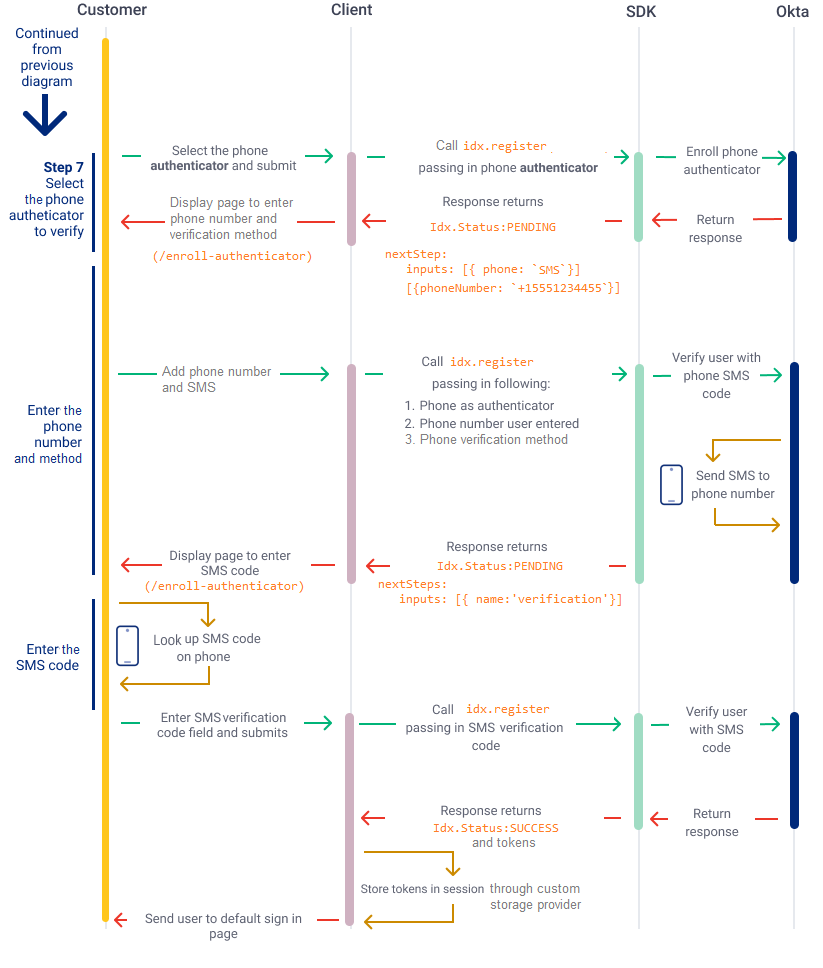 Customer
Client
SDK
Okta
Continued
from
previous
diagram
Step 7
Select
the phone
autheticator
to verify
Select the phone
authenticator and submit
Call idx.register
passing in phone authenticator
Enroll phone
authenticator
Display page to enter
phone number and
verification method
(/enroll-authenticator)
Response returns
Idx.Status:PENDING
nextStep:
inputs: [{ phone: `SMS`}]
[{phoneNumber: `+15551234455`}]
Return
response
Enter the
phone
number
and method
Add phone number
and SMS
Call idx.register
passing in following:
1. Phone as authenticator
2. Phone number user entered
3. Phone verification method
Verify user with
phone SMS
code
Send SMS to
phone number
Display page to enter
SMS code
(/enroll-authenticator)
Response returns
Idx.Status:PENDING
nextSteps:
inputs: [{ name:'verification'}]
Enter the
SMS code
Look up SMS code
on phone
Enter SMS verification
code field and submits
Call idx.register
passing in SMS verification
code
Verify user
with SMS
code
Response returns
Idx.Status:SUCCESS
and tokens
Return
response
Store tokens in session through custom
storage provider
Send user to default sign in
page